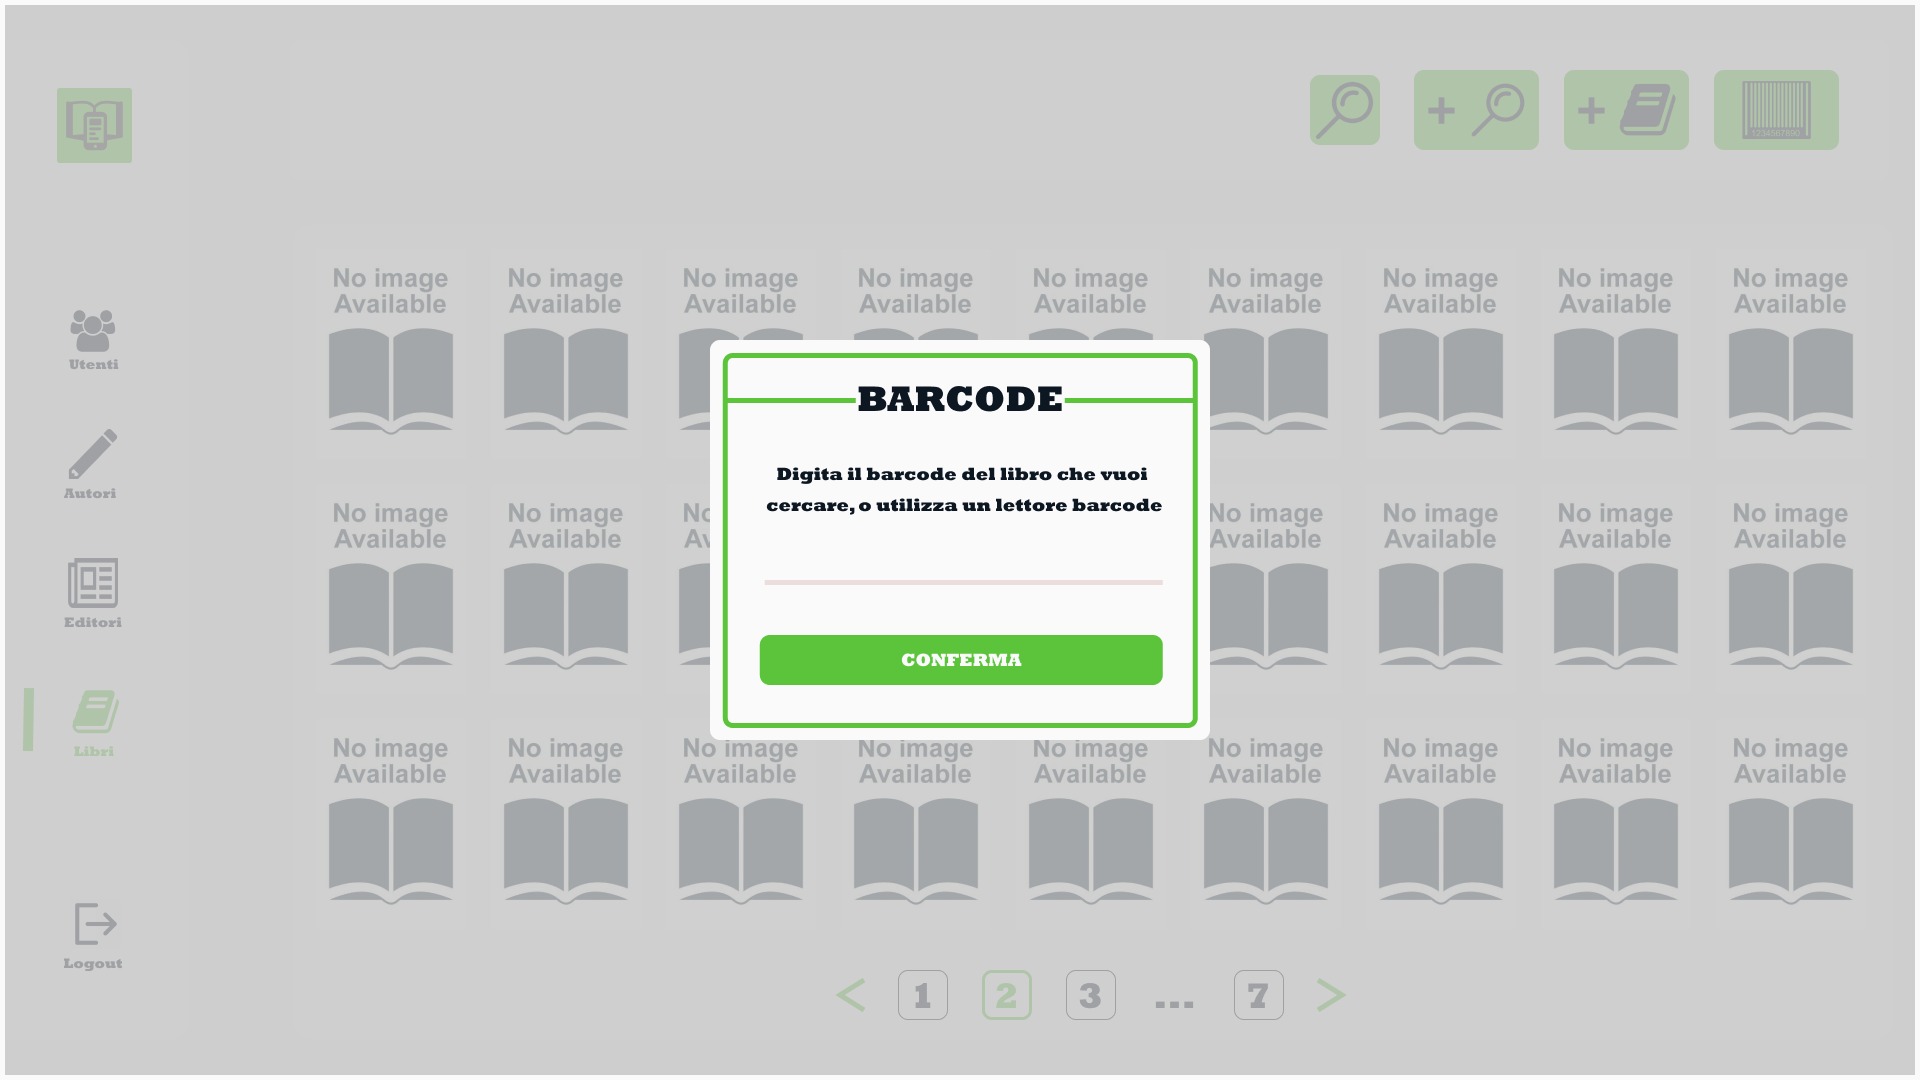 1234567890
No image No image No image No image No image No image No image No image No image
Available Available Available Available Available Available Available Available Available
Utenti
BARCODE
Digita il barcode del libro che vuoi
cercare, o utilizza un lettore barcode
Autori
No image No image No image No image No image No image
Available Available Available Available Available Available
Editori
CONFERMA
Libri
No image No image No image No image No image No image No image No image No image
Available Available Available Available Available Available Available Available Available
Logout
< 1 2 3 ... 7 >